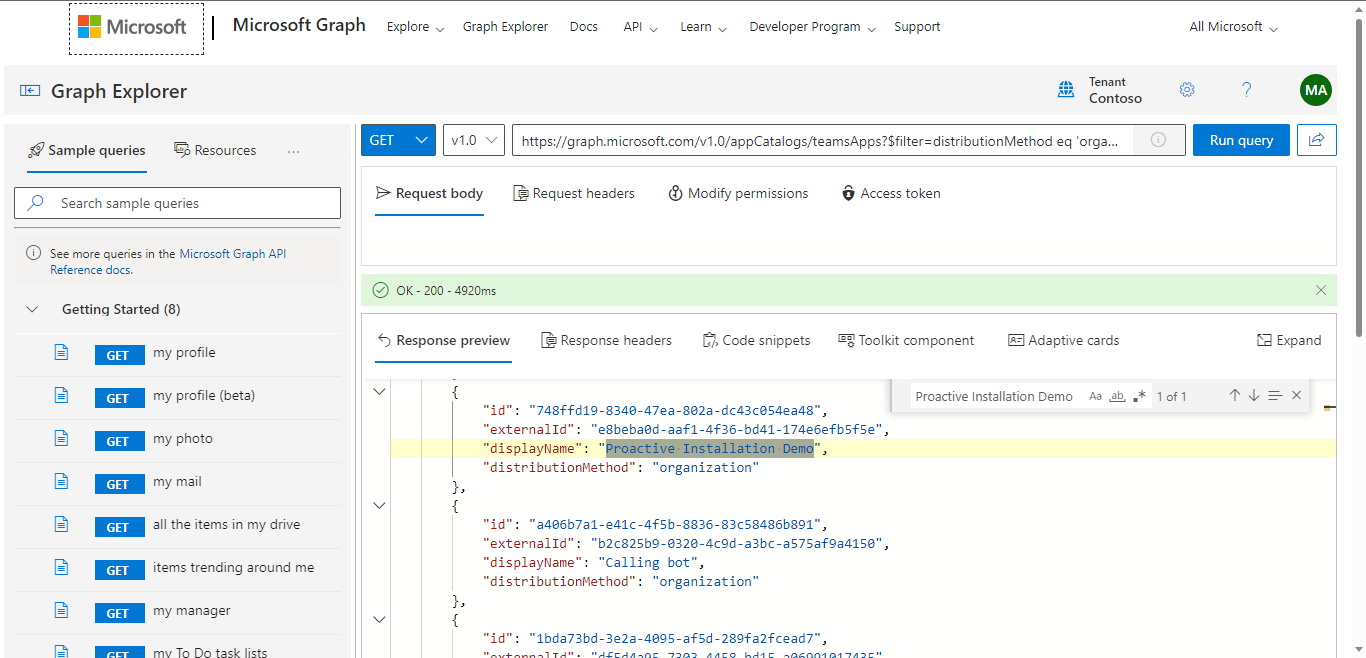 Microsoft
Microsoft Graph
Explore
Graph Explorer
Docs
API
Learn
Developer Program
Support
All Microsoft
Graph Explorer
Tenant
Contoso
?
MA
Sample queries
Resources
...
GET
v1.0
https://graph.microsoft.com/v1.0/appCatalogs/teamsApps?$filter=distributionMethod eq 'orga...
Run query
Search sample queries
See more queries in the Microsoft Graph API
Reference docs.
Getting Started (8)
GET my profile
GET my profile (beta)
GET my photo
GET my mail
GET all the items in my drive
GET items trending around me
GET my manager
GET my To Do task lists
Request body
Request headers
Modify permissions
Access token
OK - 200 - 4920ms
Response preview
Response headers
Code snippets
Toolkit component
Adaptive cards
Expand
Proactive Installation Demo
Aa
ab
.*
1 of 1
{
"id": "748ffd19-8340-47ea-802a-dc43c054ea48",
"externalId": "e8beba0d-aaf1-4f36-bd41-174e6efb5f5e",
"displayName": "Proactive Installation Demo",
"distributionMethod": "organization"
},
{
"id": "a406b7a1-e41c-4f5b-8836-83c58486b891",
"externalId": "b2c825b9-0320-4c9d-a3bc-a575af9a4150",
"displayName": "Calling bot",
"distributionMethod": "organization"
},
{
"id": "1bda73bd-3e2a-4095-af5d-289fa2fcead7",
"externalId": "df5d4a95-7303-4458-bd15-a06991017435",